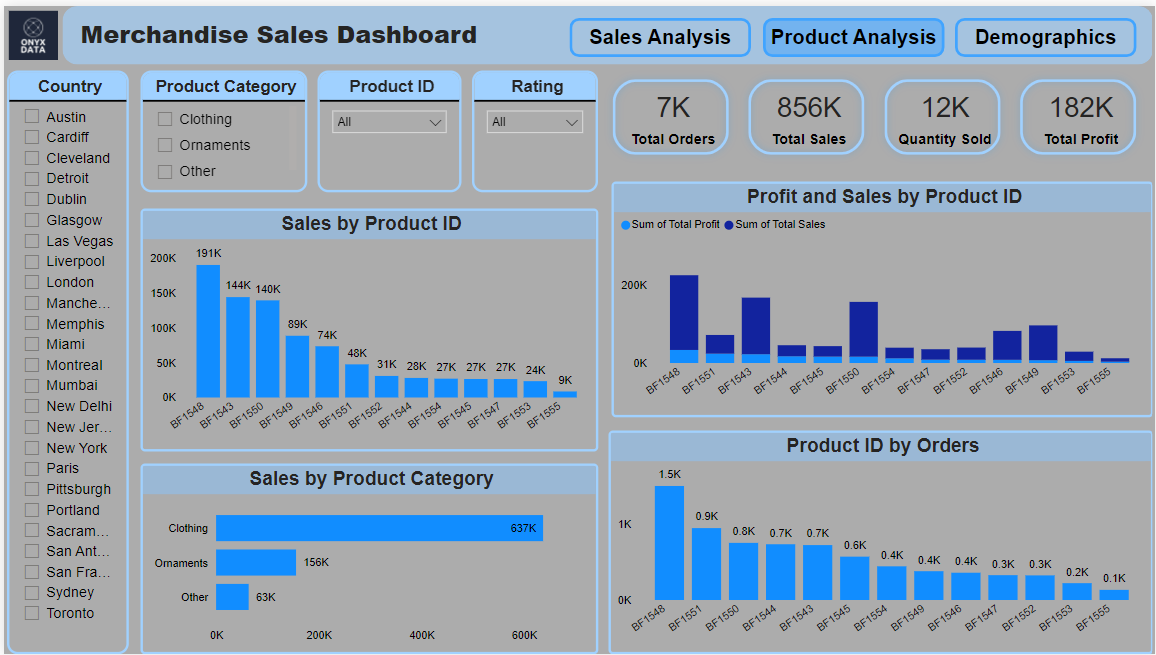 ONYX
DATA
Merchandise Sales Dashboard
Sales Analysis
Product Analysis
Demographics
Country
Austin
Cardiff
Cleveland
Detroit
Dublin
Glasgow
Las Vegas
Liverpool
London
Manche...
Memphis
Miami
Montreal
Mumbai
New Delhi
New Jer...
New York
Paris
Pittsburgh
Portland
Sacram...
San Ant...
San Fra...
Sydney
Toronto
Product Category
Clothing
Ornaments
Other
Product ID
All
Rating
All
7K
Total Orders
856K
Total Sales
12K
Quantity Sold
182K
Total Profit
Sales by Product ID
200K
150K
100K
50K
0K
191K
144K
140K
89K
74K
48K
31K
28K
27K
27K
27K
24K
9K
BF1548
BF1543
BF1550
BF1549
BF1546
BF1551
BF1552
BF1544
BF1554
BF1545
BF1547
BF1553
BF1555
Profit and Sales by Product ID
Sum of Total Profit Sum of Total Sales
200K
0K
BF1548
BF1551
BF1543
BF1544
BF1545
BF1550
BF1554
BF1547
BF1552
BF1546
BF1549
BF1553
BF1555
Sales by Product Category
Clothing 637K
Ornaments 156K
Other 63K
0K 200K 400K 600K
Product ID by Orders
1K
0K
1.5K
0.9K
0.8K
0.7K
0.7K
0.6K
0.4K
0.4K
0.4K
0.3K
0.3K
0.2K
0.1K
BF1548
BF1551
BF1550
BF1544
BF1543
BF1545
BF1554
BF1549
BF1546
BF1547
BF1552
BF1553
BF1555